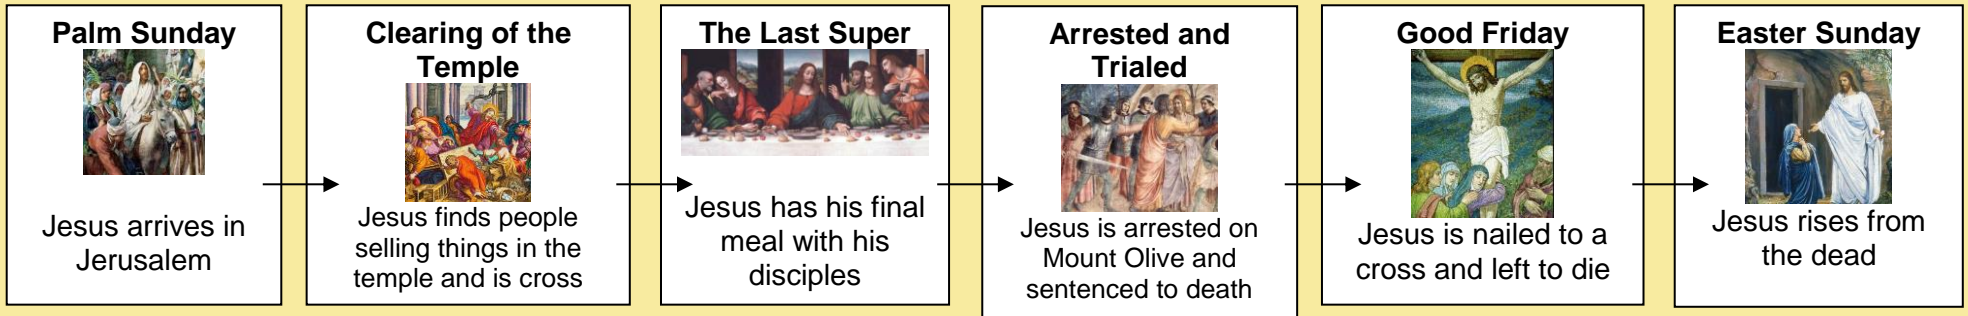 Palm Sunday
Jesus arrives in
Jerusalem
Clearing of the
Temple
Jesus finds people
selling things in the
temple and is cross
The Last Super
Jesus has his final
meal with his
disciples
Arrested and
Trialed
Jesus is arrested on
Mount Olive and
sentenced to death
Good Friday
Jesus is nailed to a
cross and left to die
Easter Sunday
Jesus rises from
the dead